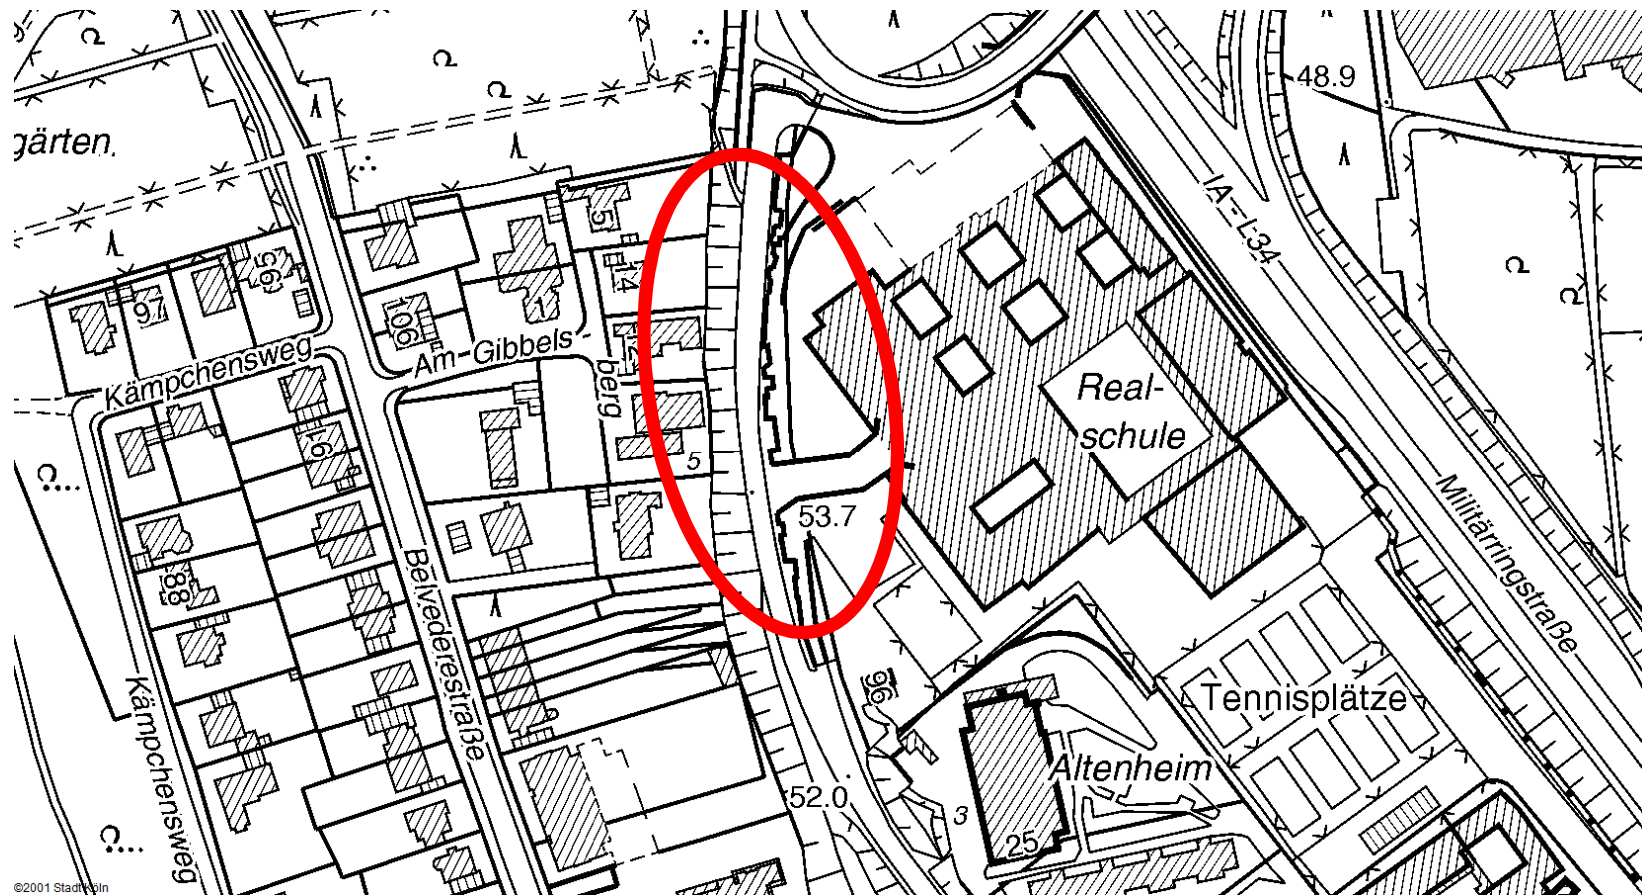 48.9
gärten
IA-L34
5
14
95
97
1
106
12
Am-Gibbels-
berg
Kämpchensweg
Real-
schule
91
5
53.7
Militärringstraße
88
Belvederestraße
96
Kämpchensweg
Tennisplätze
Altenheim
52.0
3
25
©2001 Stadt Köln